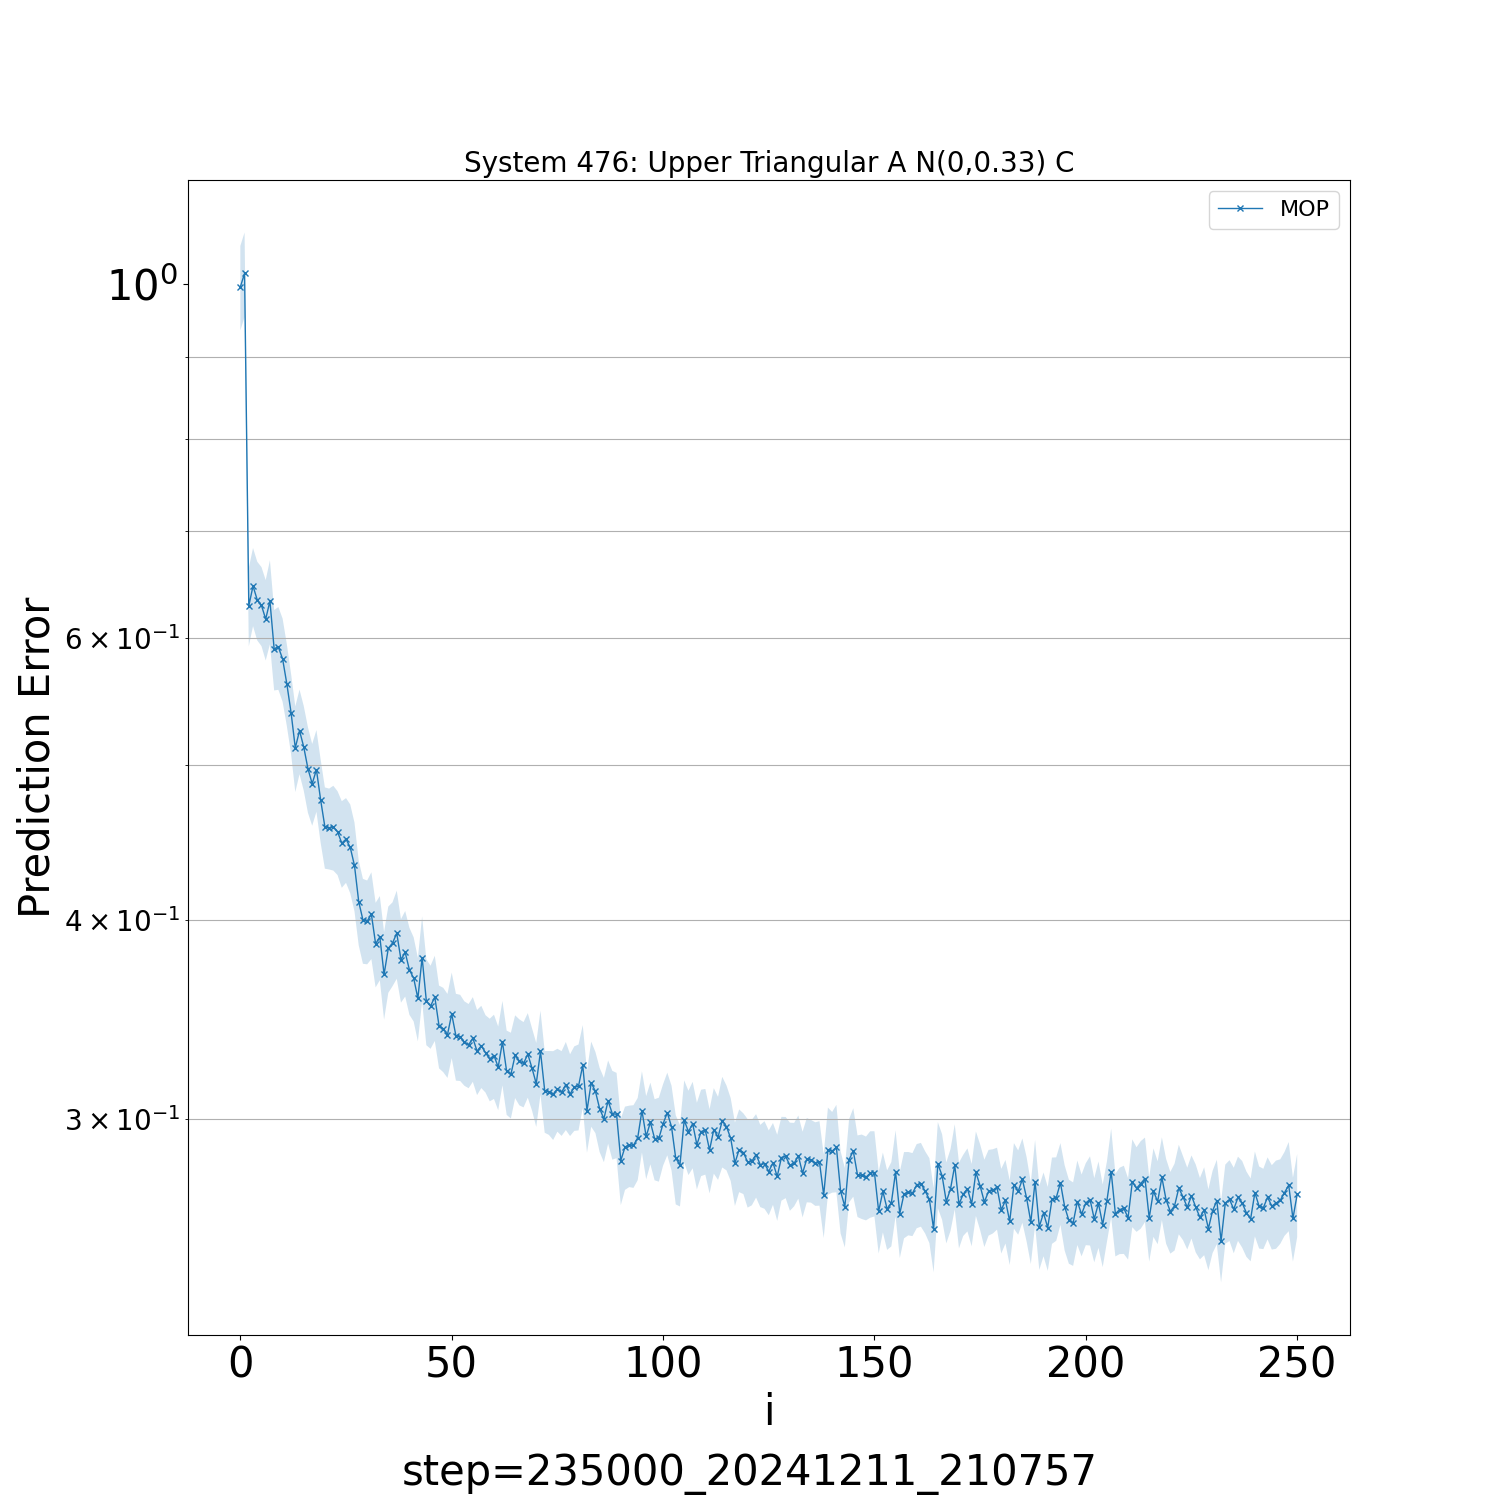 System 476: Upper Triangular A N(0,0.33) C
MOP
10⁰
6 × 10⁻¹
4 × 10⁻¹
3 × 10⁻¹
Prediction Error
0 50 100 150 200 250
i
step=235000_20241211_210757